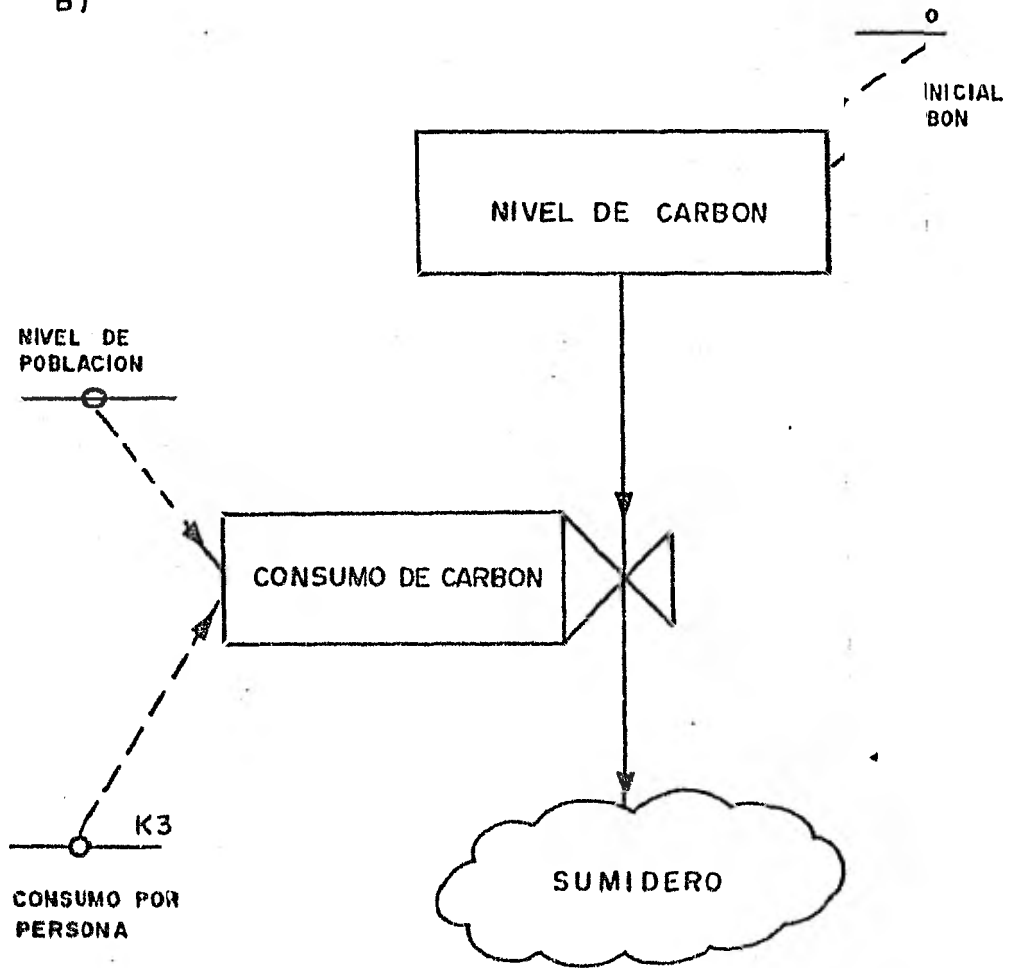 B)
INICIAL
BON
NIVEL DE CARBON
NIVEL DE
POBLACION
CONSUMO DE CARBON
K3
CONSUMO POR
PERSONA
SUMIDERO